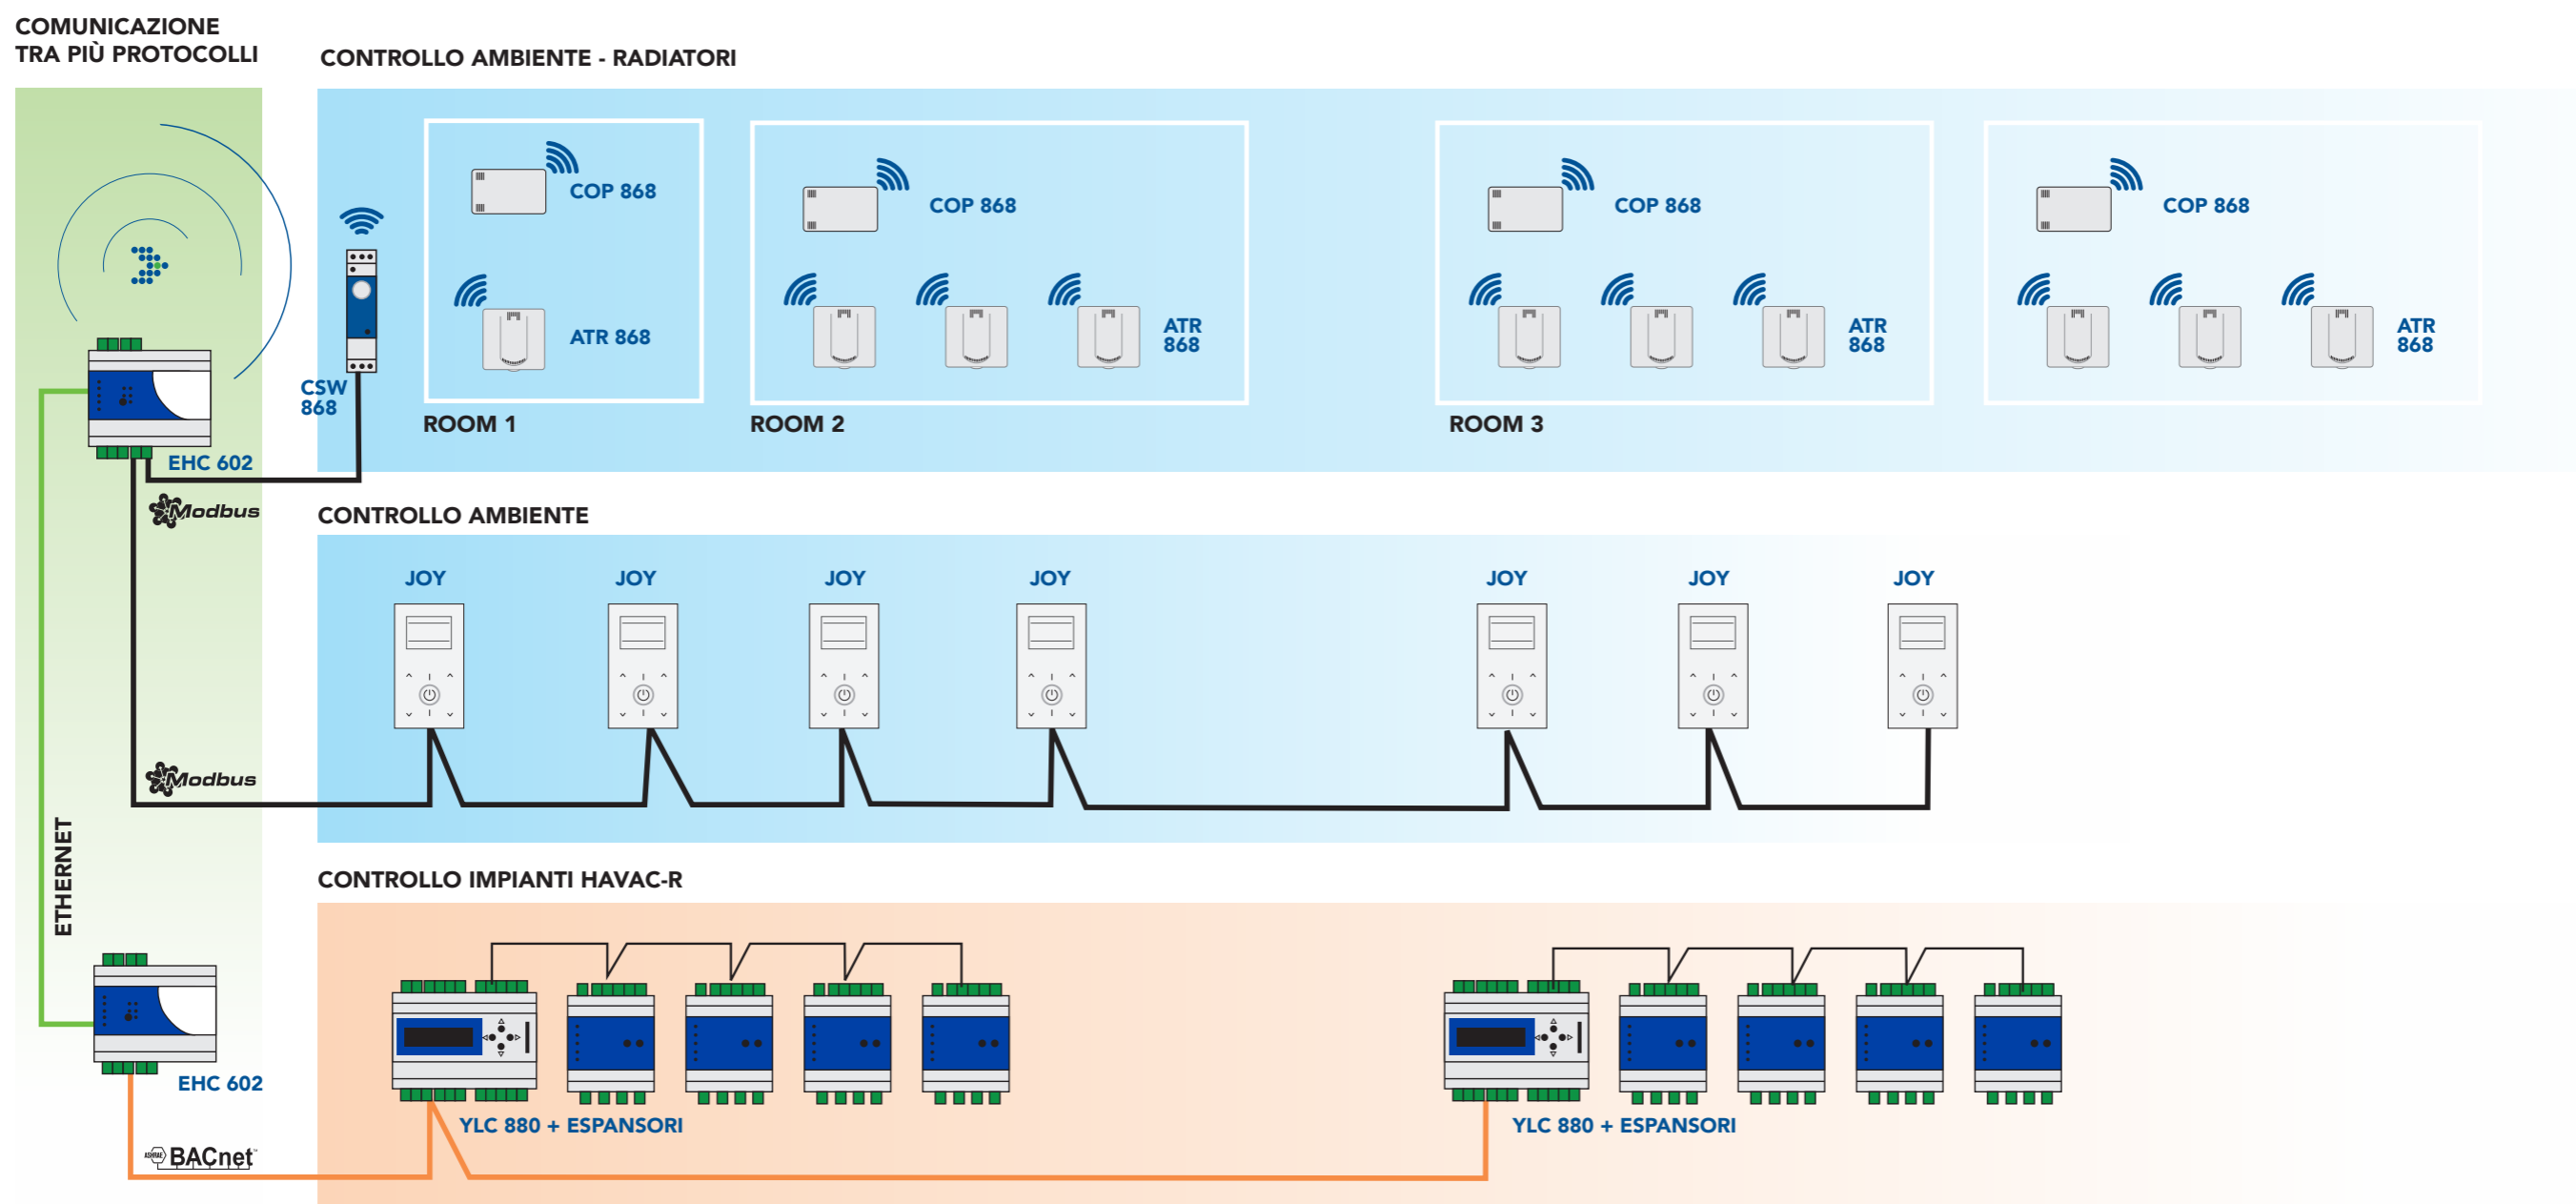 COMUNICAZIONE
TRA PIÙ PROTOCOLLI
CONTROLLO AMBIENTE - RADIATORI
COP 868
COP 868
COP 868
COP 868
ATR 868
ATR
868
ATR
868
ATR
868
CSW
868
ROOM 1
ROOM 2
ROOM 3
EHC 602
Modbus
CONTROLLO AMBIENTE
JOY
JOY
JOY
JOY
JOY
JOY
JOY
Modbus
ETHERNET
CONTROLLO IMPIANTI HAVAC-R
EHC 602
YLC 880 + ESPANSORI
YLC 880 + ESPANSORI
ASHRAE BACnet™